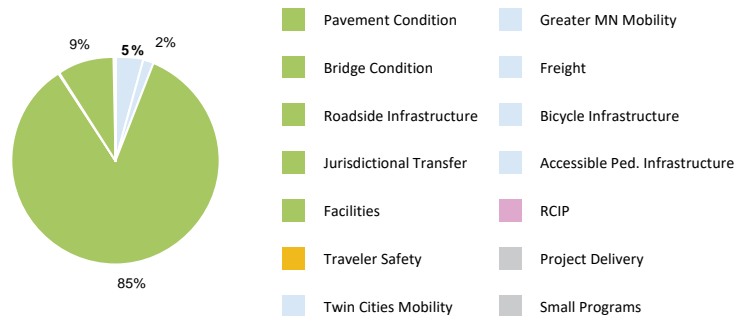 9%
5%
2%
85%
Pavement Condition
Bridge Condition
Roadside Infrastructure
Jurisdictional Transfer
Facilities
Traveler Safety
Twin Cities Mobility
Greater MN Mobility
Freight
Bicycle Infrastructure
Accessible Ped. Infrastructure
RCIP
Project Delivery
Small Programs